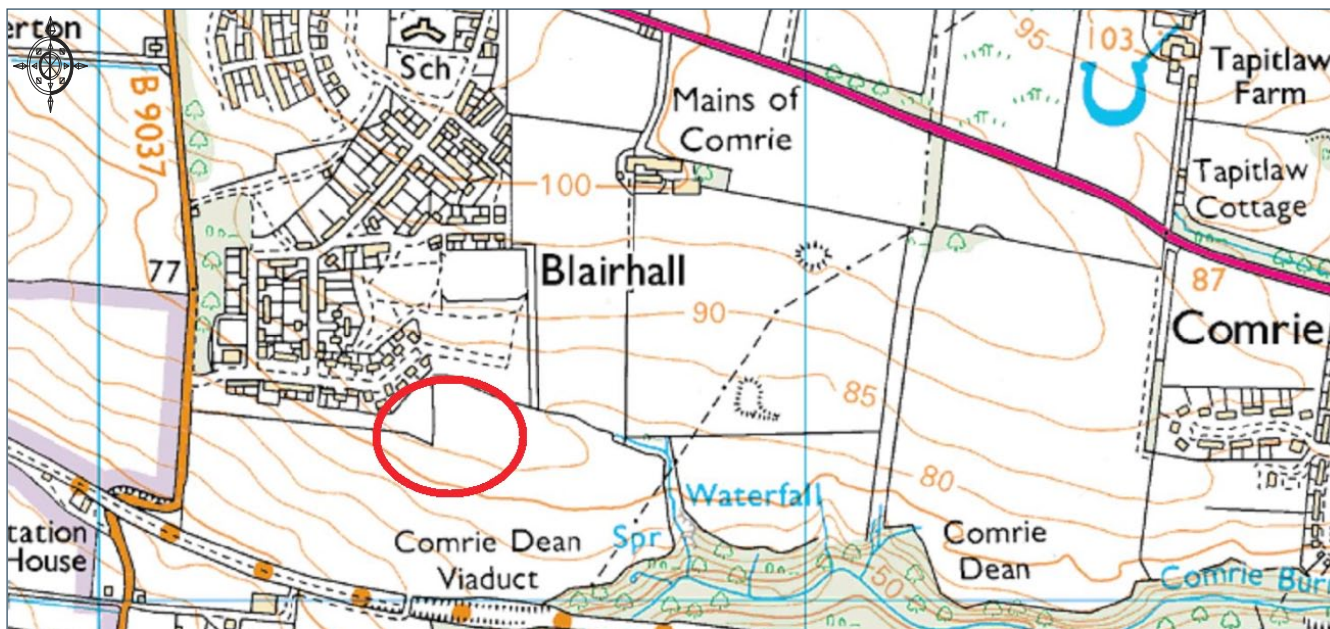 erton
B 9037
Sch
Mains of
Comrie
95
103
Tapitlaw
Farm
100
Tapitlaw
Cottage
77
Blairhall
90
87
Comrie
85
80
Waterfall
tation
House
Comrie Dean
Viaduct
Spr
Comrie
Dean
50
Comrie Bur